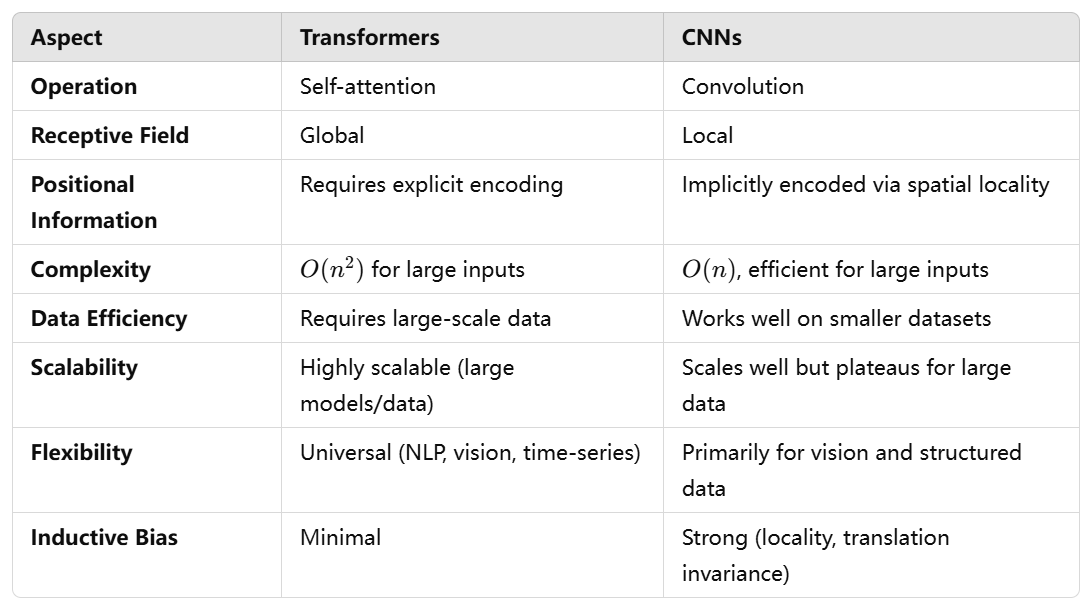 Aspect Transformers CNNs
Operation Self-attention Convolution
Receptive Field Global Local
Positional Information Requires explicit encoding Implicitly encoded via spatial locality
Complexity O(n²) for large inputs O(n), efficient for large inputs
Data Efficiency Requires large-scale data Works well on smaller datasets
Scalability Highly scalable (large models/data) Scales well but plateaus for large data
Flexibility Universal (NLP, vision, time-series) Primarily for vision and structured data
Inductive Bias Minimal Strong (locality, translation invariance)